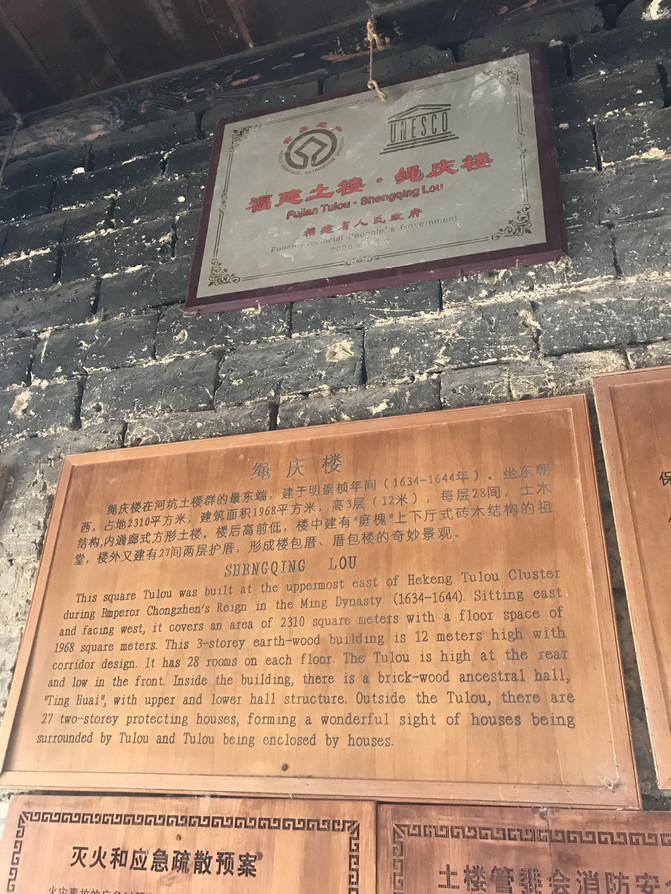 UNESCO
福建土楼·绳庆楼
Fujian Tulou · Shengqing Lou
福建省人民政府
Fujian Provincial People's Government
绳庆楼
绳庆楼在河坑土楼群的最东端，建于明崇桢年间（1634-1644年）。坐东朝
西，占地2310平方米，建筑面积1968平方米，高3层（12米），每层28间，土木
结构,内通廊式方形土楼。楼后高前低，楼中建有"庭槐"上下厅式砖木结构的祖
堂，楼外又建有27间两层护厝，形成楼包厝、厝包楼的奇妙景观。
SHENGQING LOU
This square Tulou was built at the uppermost east of Hekeng Tulou Cluster
during Emperor Chongzhen's Reign in the Ming Dynasty (1634-1644). Sitting east
and facing west, it covers an area of 2310 square meters with a floor space of
1968 square meters. This 3-storey earth-wood building is 12 meters high with
corridor design. It has 28 rooms on each floor. The Tulou is high at the rear
and low in the front. Inside the building, there is a brick-wood ancestral hall,
"Ting Huai", with upper and lower hall structure. Outside the Tulou, there are
27 two-storey protecting houses, forming a wonderful sight of houses being
surrounded by Tulou and Tulou being enclosed by houses.
保
灭火和应急疏散预案
土楼管委会消防安